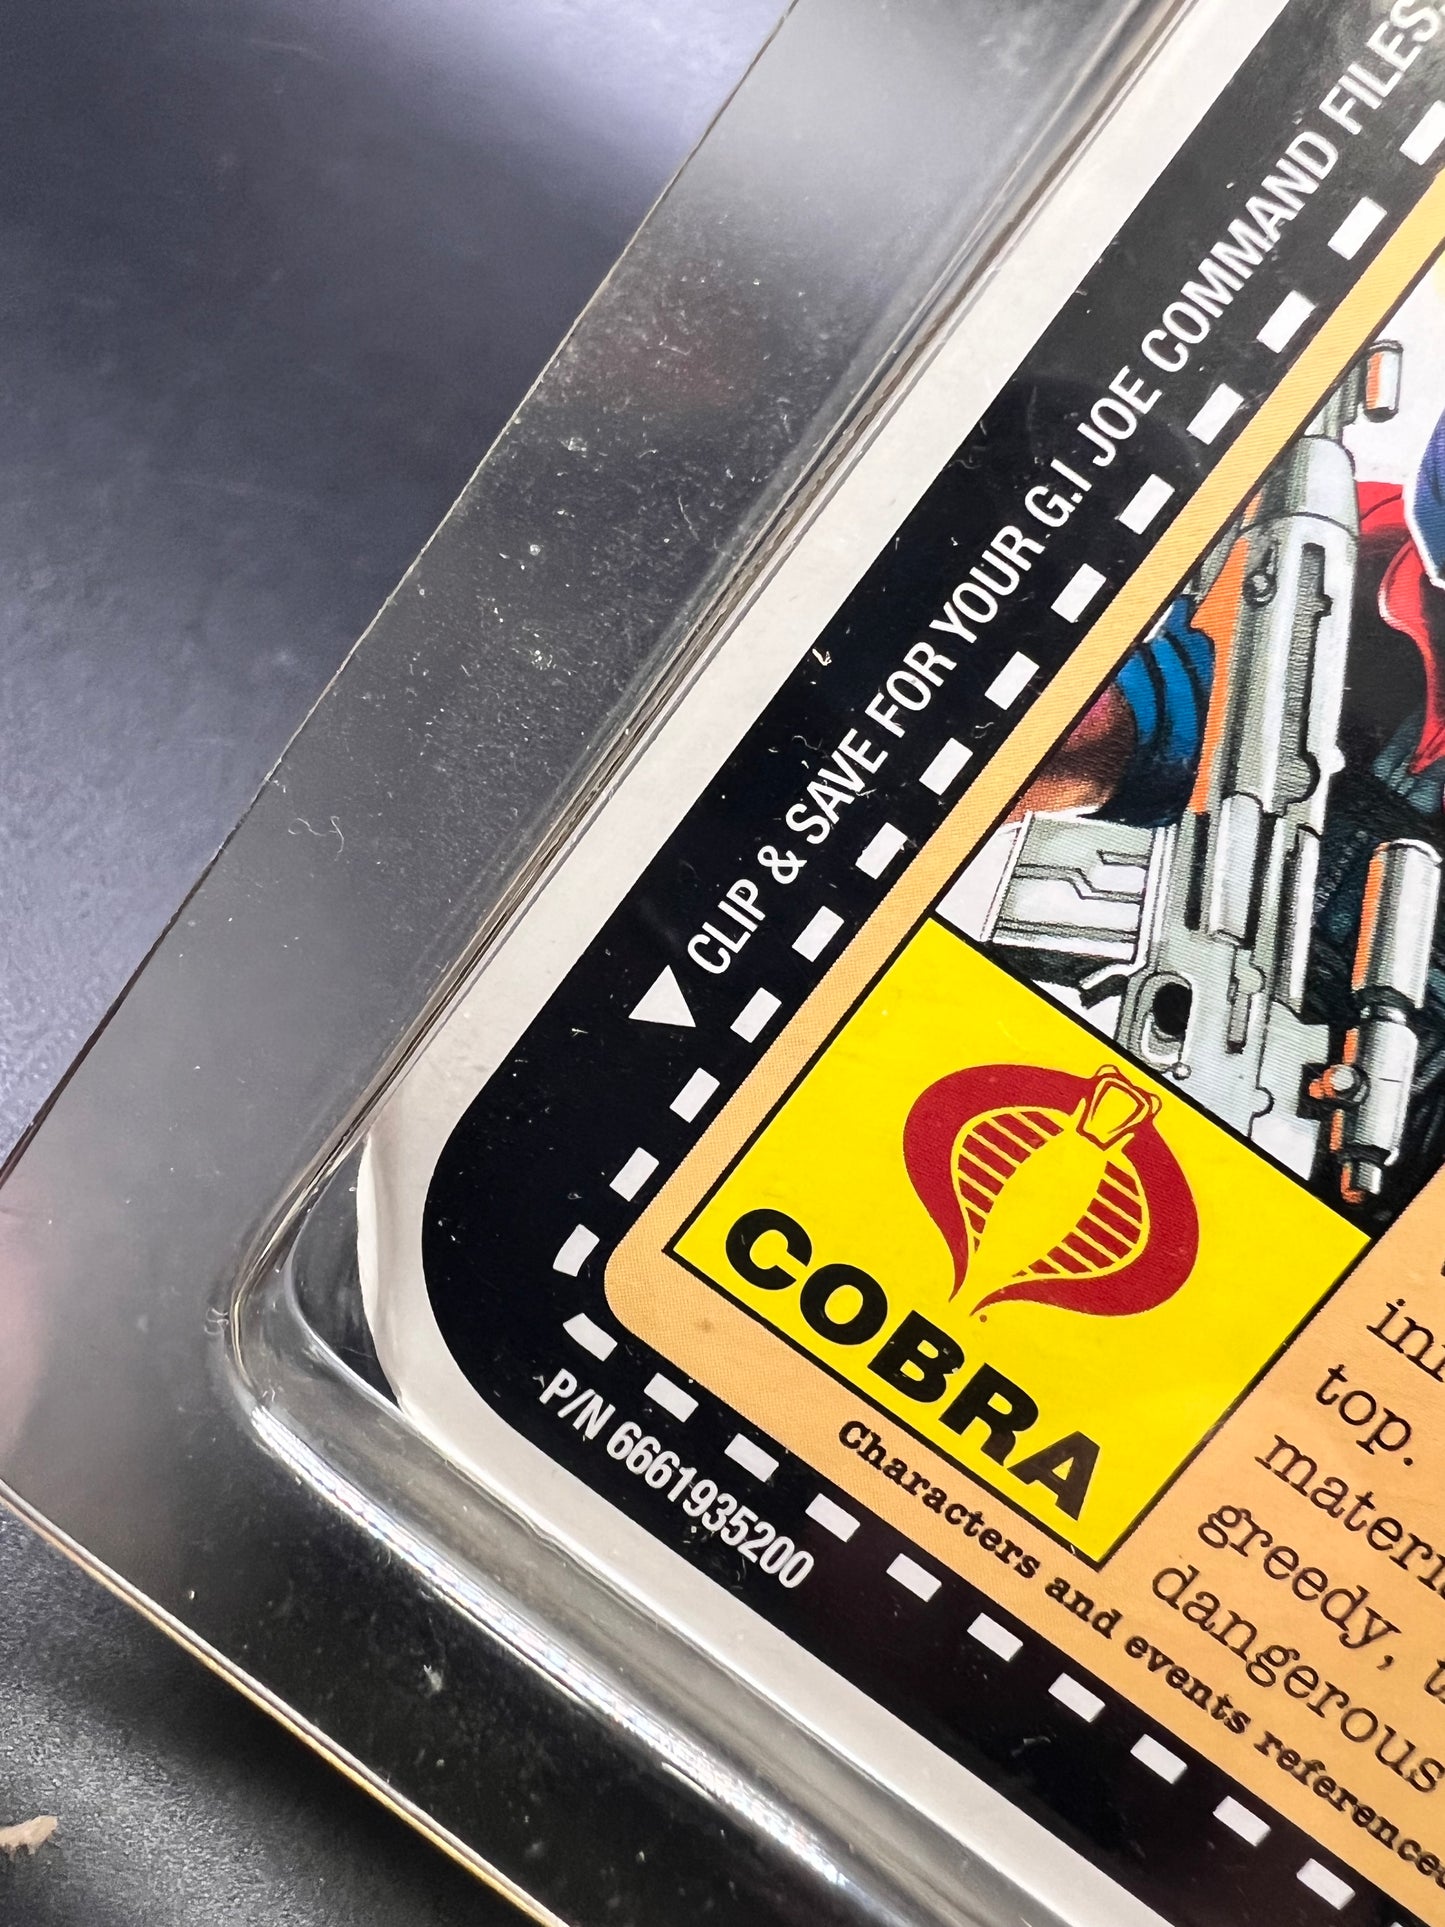 CLIP & SAVE FOR YOUR G.I JOE COMMAND FILES.
COBRA
top.
greedy,
dangerous
Characters and events referenced
P/N 6661935200